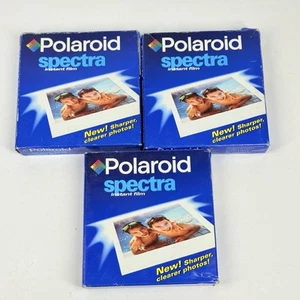 Polaroid
spectra
instant film
New! Sharper,
clearer photos!
POLAROID
Polaroid
spectra
instant film
New! Sharper,
clearer photos!
Polaroid
spectra
instant film
New! Sharper,
clearer photos!